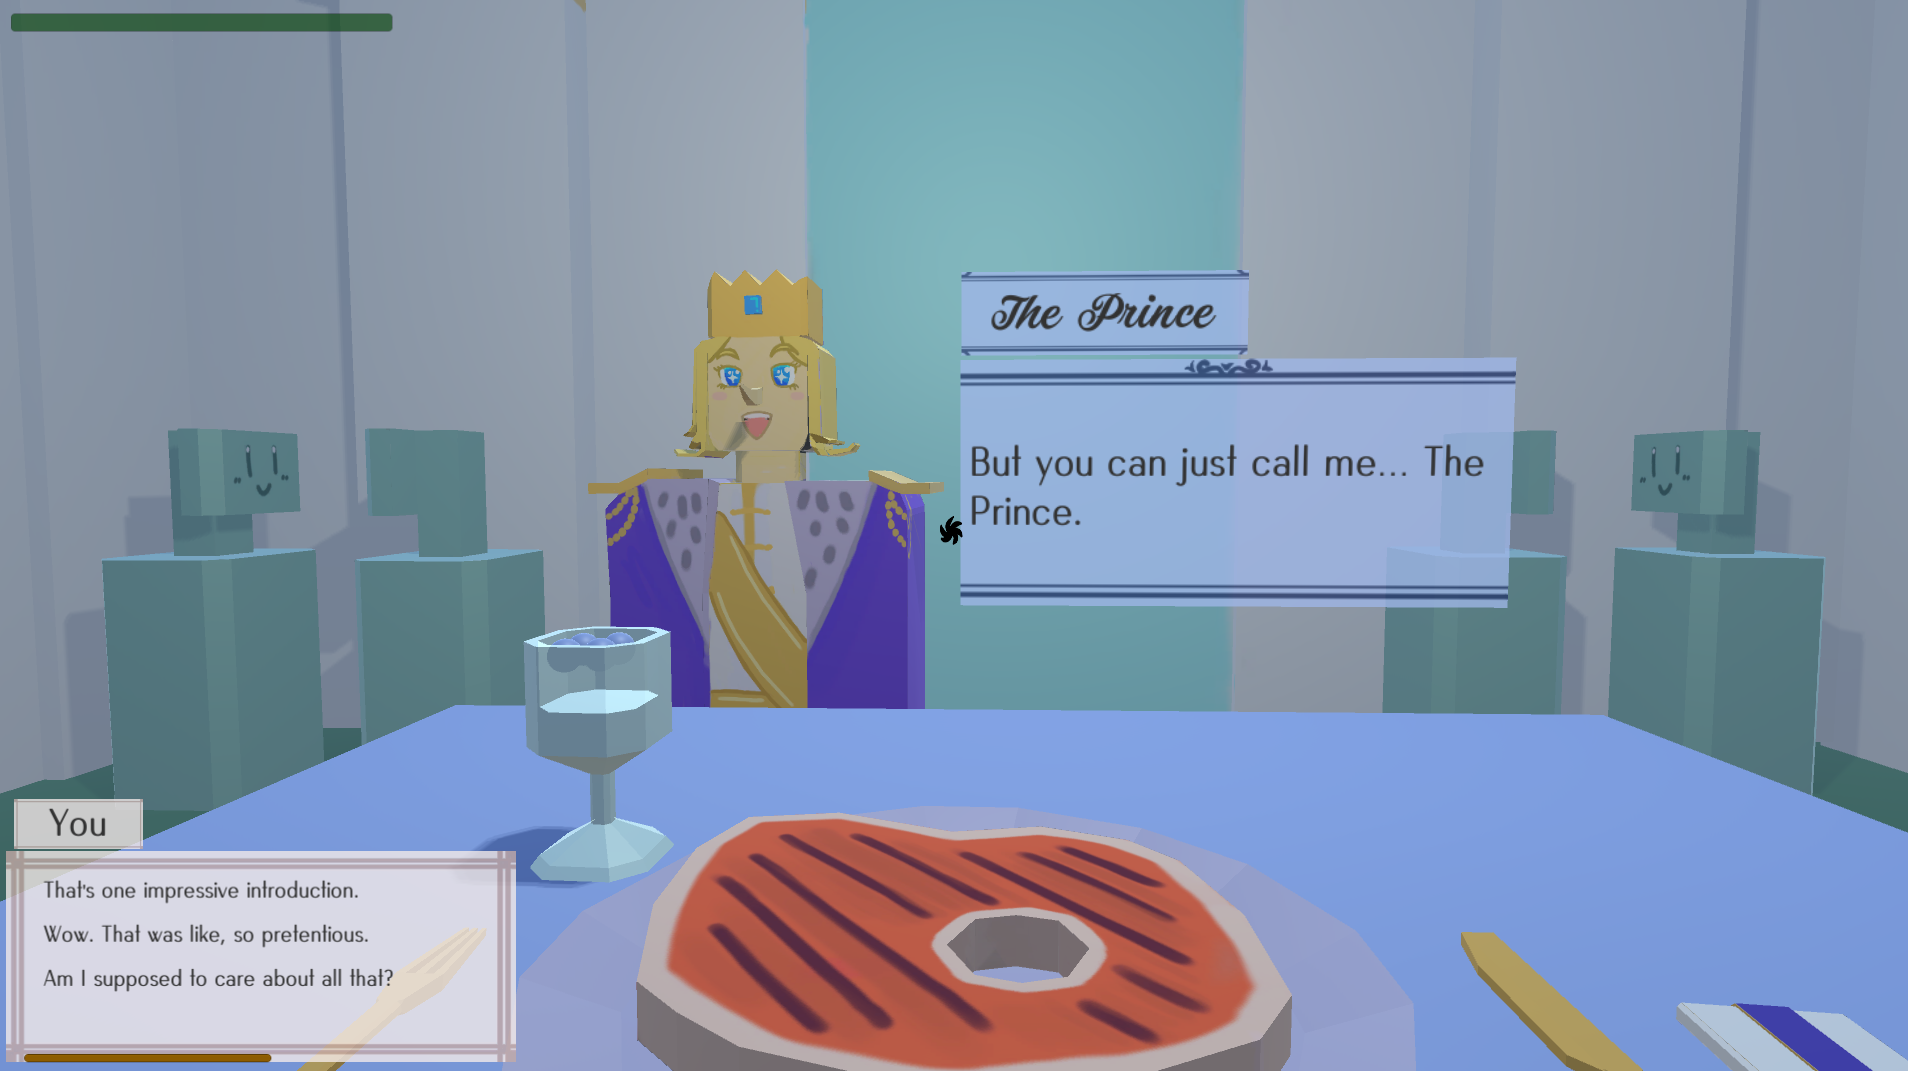 The Prince
But you can just call me... The
Prince.
You
That's one impressive introduction.
Wow. That was like, so pretentious.
Am I supposed to care about all that?